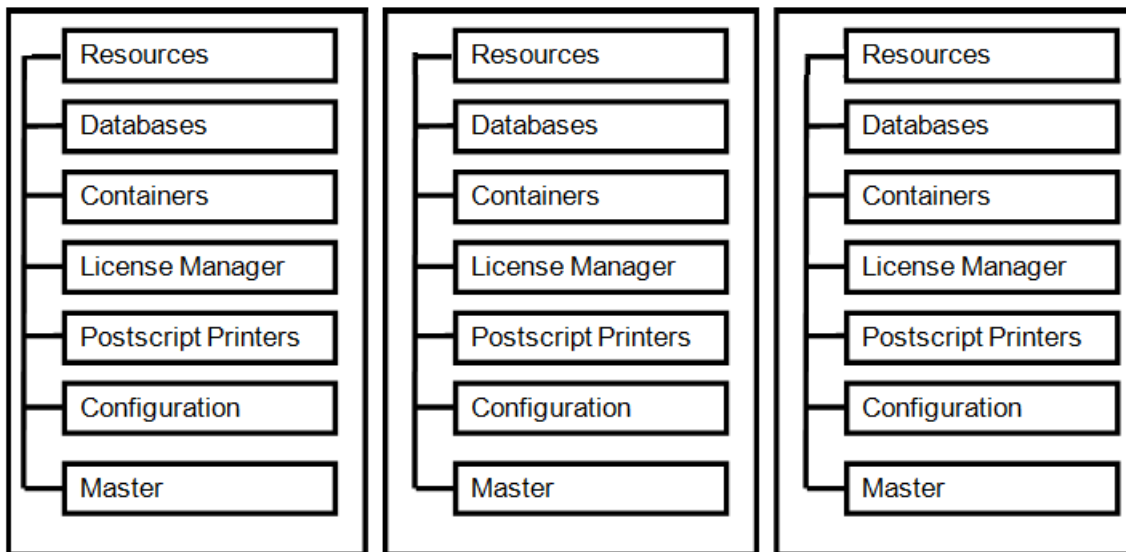 Resources
Databases
Containers
License Manager
Postscript Printers
Configuration
Master
Resources
Databases
Containers
License Manager
Postscript Printers
Configuration
Master
Resources
Databases
Containers
License Manager
Postscript Printers
Configuration
Master